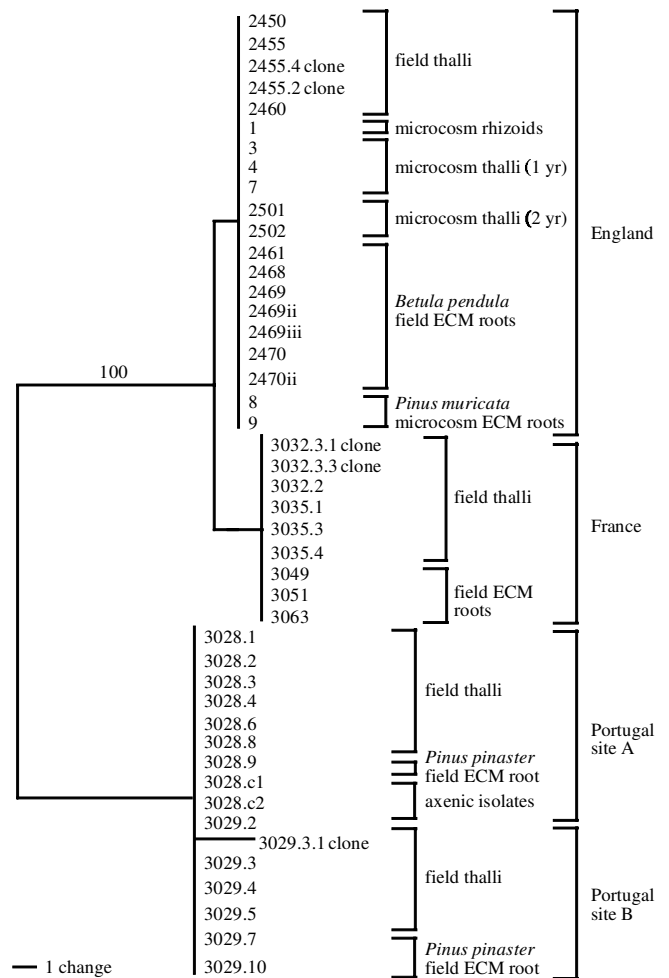 2450
2455
2455.4 clone
2455.2 clone
2460
field thalli
1
microcosm rhizoids
3
4
7
microcosm thalli (1 yr)
2501
2502
microcosm thalli (2 yr)
2461
2468
2469
2469ii
2469iii
2470
2470ii
Betula pendula
field ECM roots
8
9
Pinus muricata
microcosm ECM roots
England
100
3032.3.1 clone
3032.3.3 clone
3032.2
3035.1
3035.3
3035.4
field thalli
3049
3051
3063
field ECM
roots
France
3028.1
3028.2
3028.3
3028.4
3028.6
3028.8
field thalli
3028.9
Pinus pinaster
field ECM root
3028.c1
3028.c2
axenic isolates
Portugal
site A
3029.2
3029.3.1 clone
3029.3
3029.4
3029.5
field thalli
3029.7
3029.10
Pinus pinaster
field ECM root
Portugal
site B
1 change